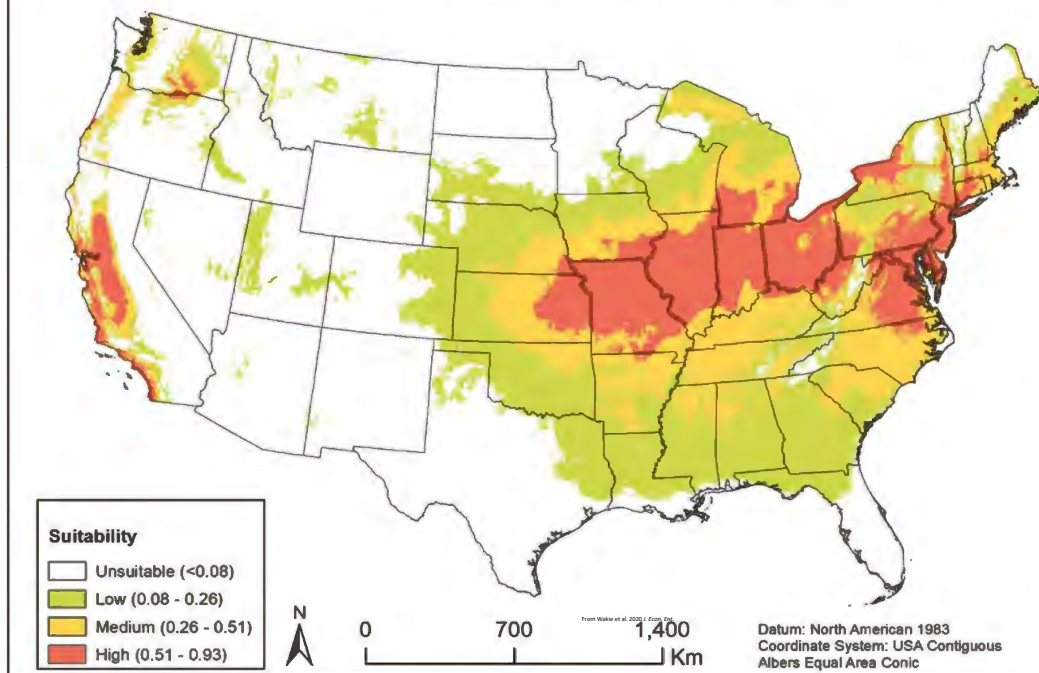 Suitability
Unsuitable (<0.08)
Low (0.08 - 0.26)
Medium (0.26 - 0.51)
High (0.51 - 0.93)
N
0 700 1,400
Km
From Wakie et al. 2020 J. Econ. Ent.
Datum: North American 1983
Coordinate System: USA Contiguous
Albers Equal Area Conic